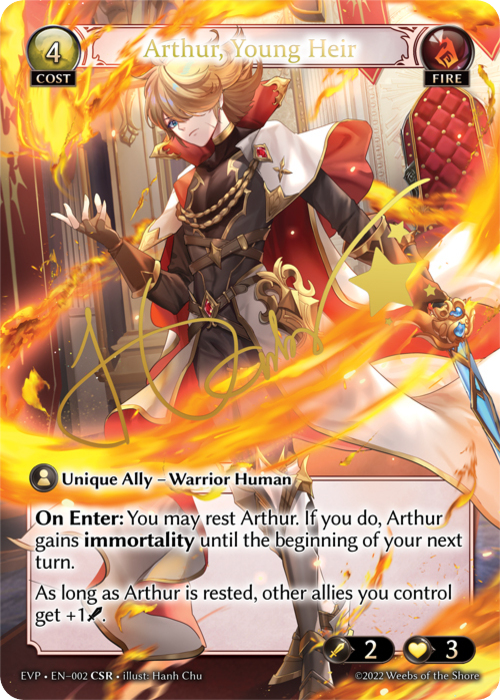 4
COST
Arthur, Young Heir
FIRE
Unique Ally – Warrior Human
On Enter: You may rest Arthur. If you do, Arthur
gains immortality until the beginning of your next
turn.
As long as Arthur is rested, other allies you control
get +1.
2
3
EVP • EN–002 CSR • illust: Hanh Chu
©2022 Weebs of the Shore